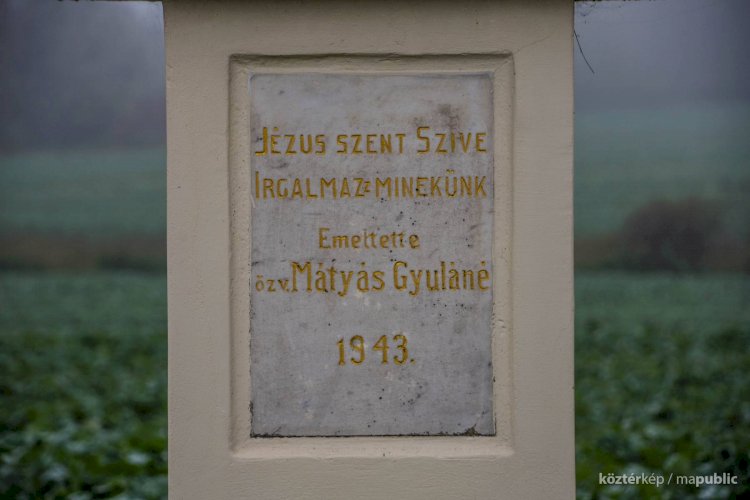 JÉZUS SZENT SZIVE
IRGALMAZZ MINEKÜNK
Emeltette
özv. Mátyás Gyuláné
1943.
köztérkép / mapublic